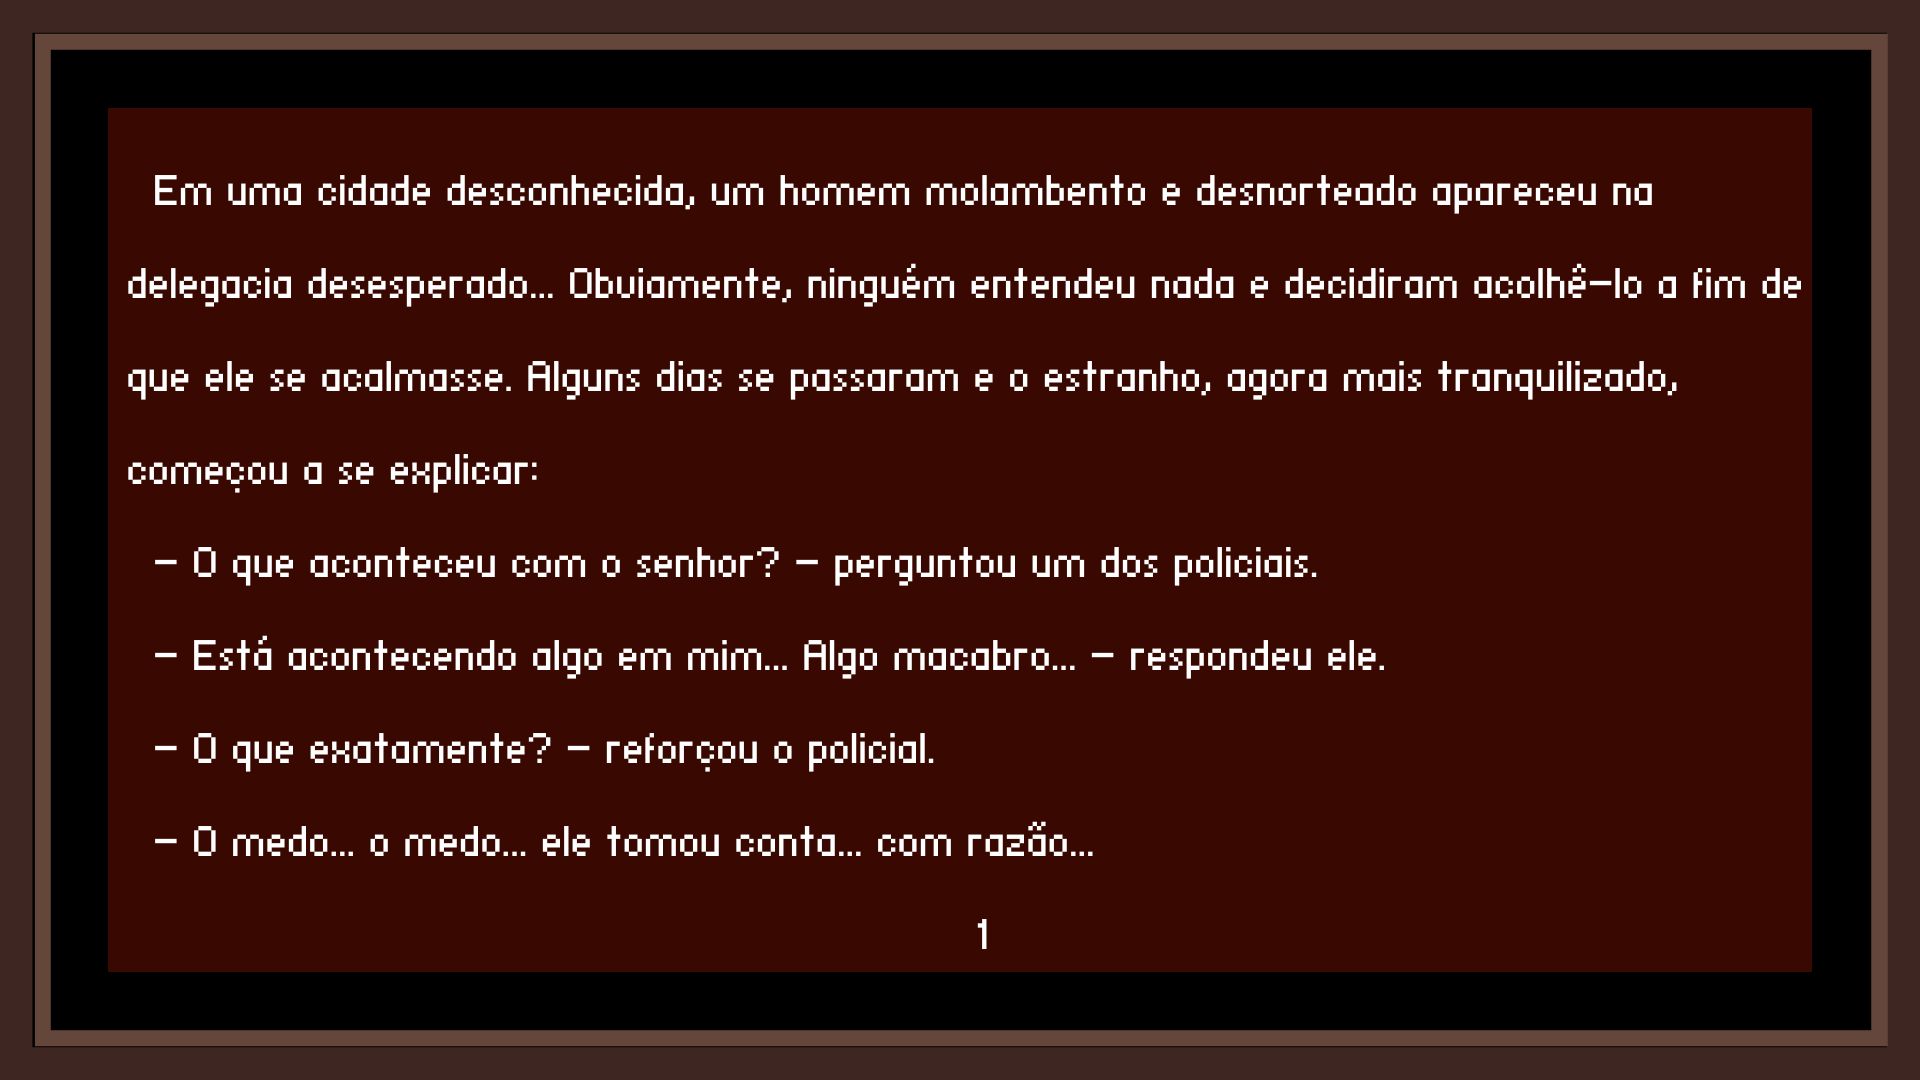 Em uma cidade desconhecida, um homem molambento e desnorteado apareceu na
delegacia desesperado... Obviamente, ninguém entendeu nada e decidiram acolhê-lo a fim de
que ele se acalmasse. Alguns dias se passaram e o estranho, agora mais tranquilizado,
começou a se explicar:
- O que aconteceu com o senhor? - perguntou um dos policiais.
- Está acontecendo algo em mim... Algo macabro... - respondeu ele.
- O que exatamente? - reforçou o policial.
- O medo... o medo... ele tomou conta... com razão...
1